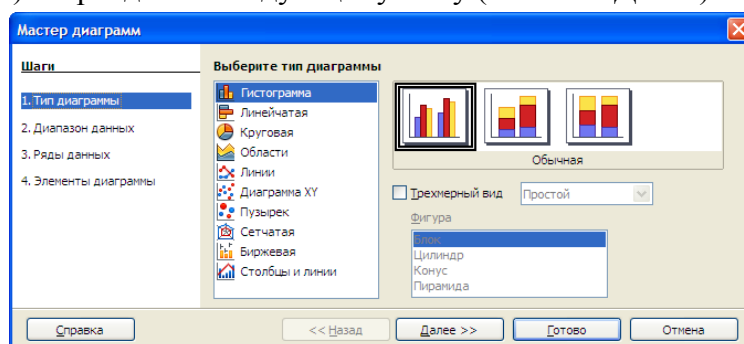 Мастер диаграмм
Шаги
1. Тип диаграммы
2. Диапазон данных
3. Ряды данных
4. Элементы диаграммы
Выберите тип диаграммы
Гистограмма
Линейчатая
Круговая
Области
Линии
Диаграмма XY
Пузырек
Сетчатая
Биржевая
Столбцы и линии
Обычная
Трехмерный вид
Простой
Фигура
Блок
Цилиндр
Конус
Пирамида
Справка
<< Назад
Далее >>
Готово
Отмена